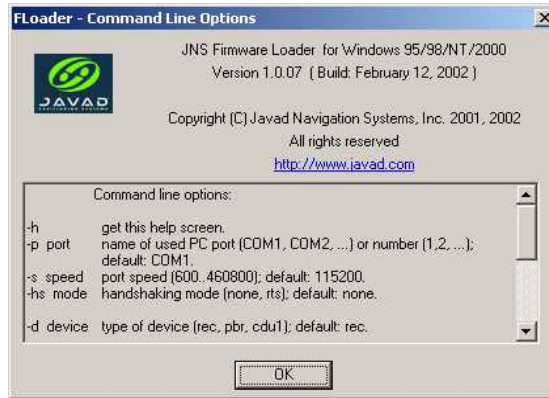 FLoader - Command Line Options
JNS Firmware Loader for Windows 95/98/NT/2000
Version 1.0.07 ( Build: February 12, 2002 )
JAVAD
Copyright (C) Javad Navigation Systems, Inc. 2001, 2002
All rights reserved
http://www.javad.com
Command line options:
-h get this help screen.
-p port name of used PC port (COM1, COM2, ...) or number (1,2, ...);
default: COM1.
-s speed port speed (600..460800); default: 115200.
-hs mode handshaking mode (none, rts); default: none.
-d device type of device (rec, pbr, cdu1); default: rec.
OK